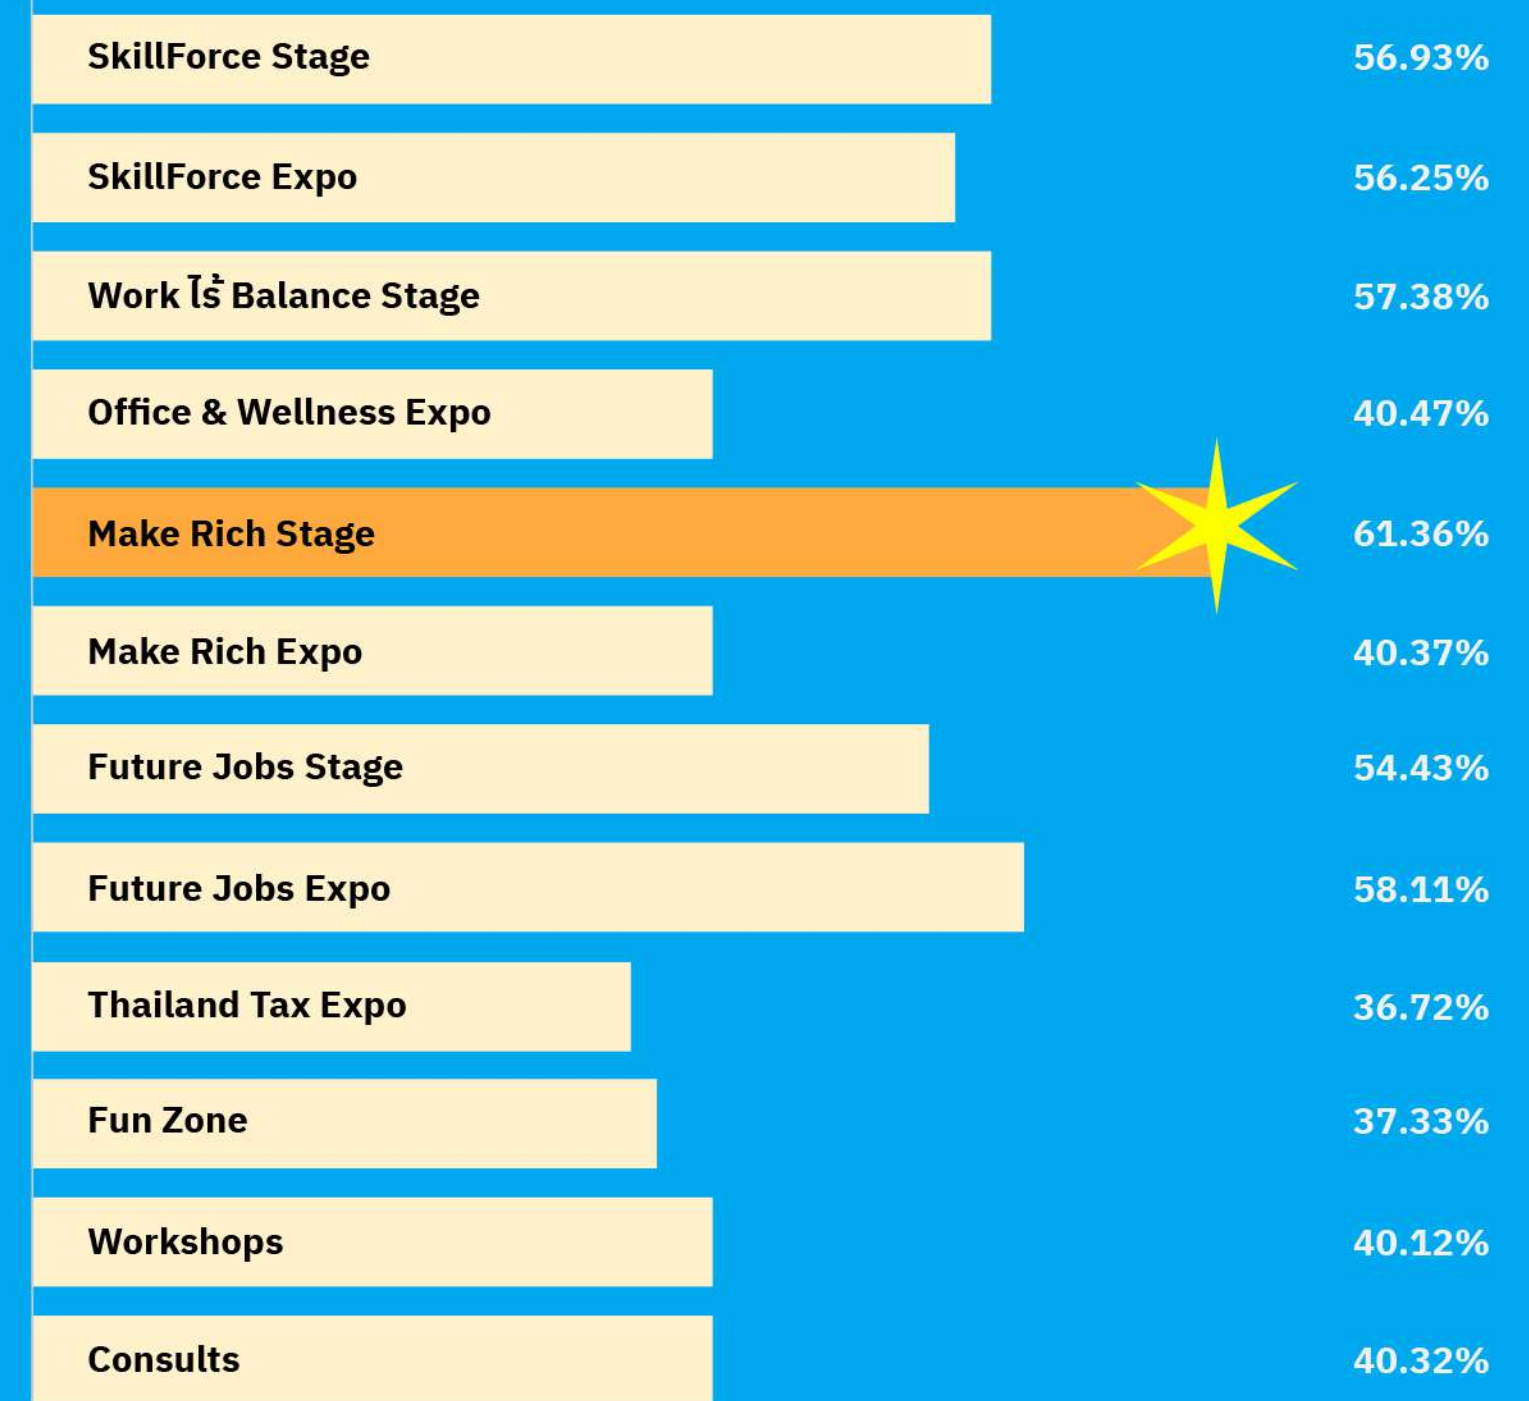 SkillForce Stage 56.93%
SkillForce Expo 56.25%
Work ไร้ Balance Stage 57.38%
Office & Wellness Expo 40.47%
Make Rich Stage 61.36%
Make Rich Expo 40.37%
Future Jobs Stage 54.43%
Future Jobs Expo 58.11%
Thailand Tax Expo 36.72%
Fun Zone 37.33%
Workshops 40.12%
Consults 40.32%